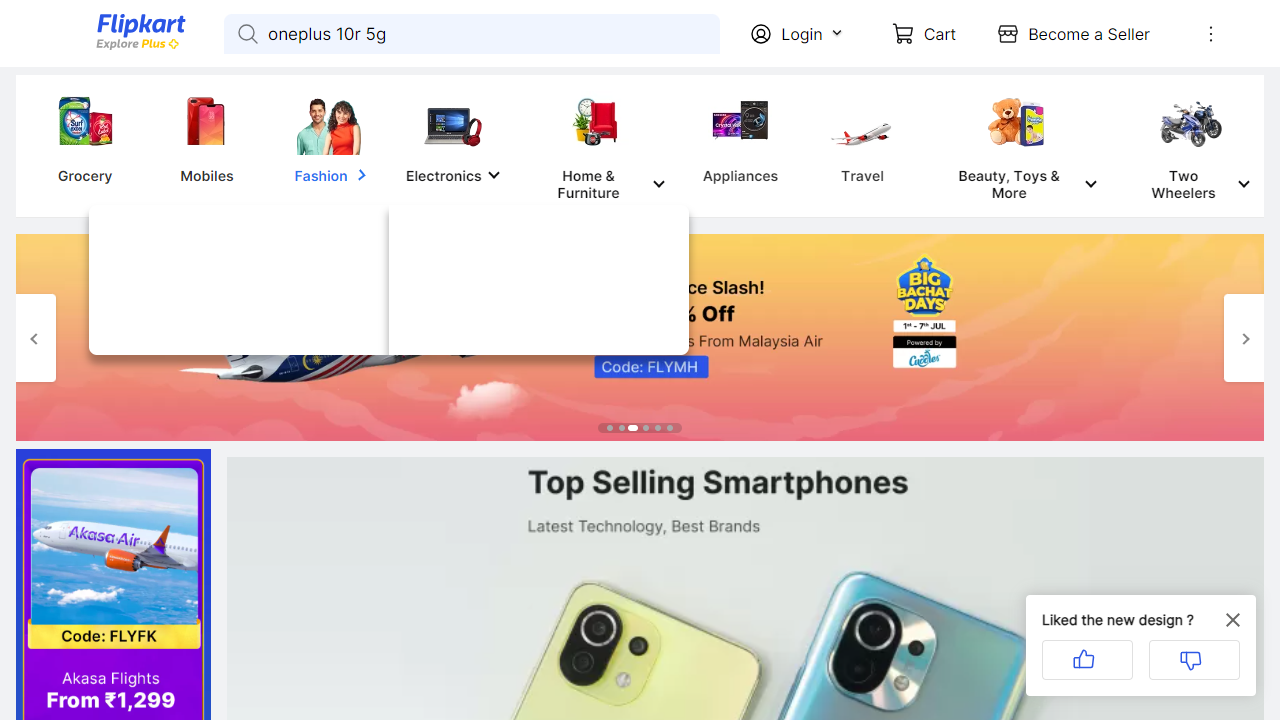 Flipkart
Explore Plus
oneplus 10r 5g
Login
Cart
Become a Seller
Grocery
Mobiles
Fashion
Electronics
Home &
Furniture
Appliances
Travel
Beauty, Toys &
More
Two
Wheelers
ce Slash!
% Off
s From Malaysia Air
Code: FLYMH
BIG
BACHAT
DAYS
1st - 7th JUL
Powered by
Top Selling Smartphones
Latest Technology, Best Brands
Akasa Air
Code: FLYFK
Akasa Flights
From ₹1,299
Liked the new design ?